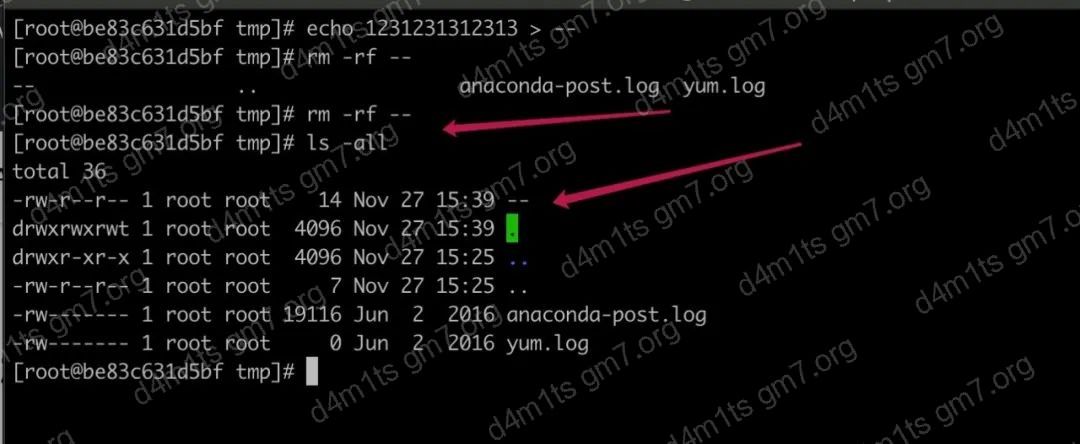 [root@be83c631d5bf tmp]# echo 1231231312313 > --
[root@be83c631d5bf tmp]# rm -rf --
-- .. anaconda-post.log yum.log
[root@be83c631d5bf tmp]# rm -rf --
[root@be83c631d5bf tmp]# ls -all
total 36
-rw-r--r-- 1 root root 14 Nov 27 15:39 --
drwxrwxrwt 1 root root 4096 Nov 27 15:39 .
drwxr-xr-x 1 root root 4096 Nov 27 15:25 ..
-rw-r--r-- 1 root root 7 Nov 27 15:25 ..
-rw------- 1 root root 19116 Jun 2 2016 anaconda-post.log
-rw------- 1 root root 0 Jun 2 2016 yum.log
[root@be83c631d5bf tmp]#
d4m1ts gm7.org